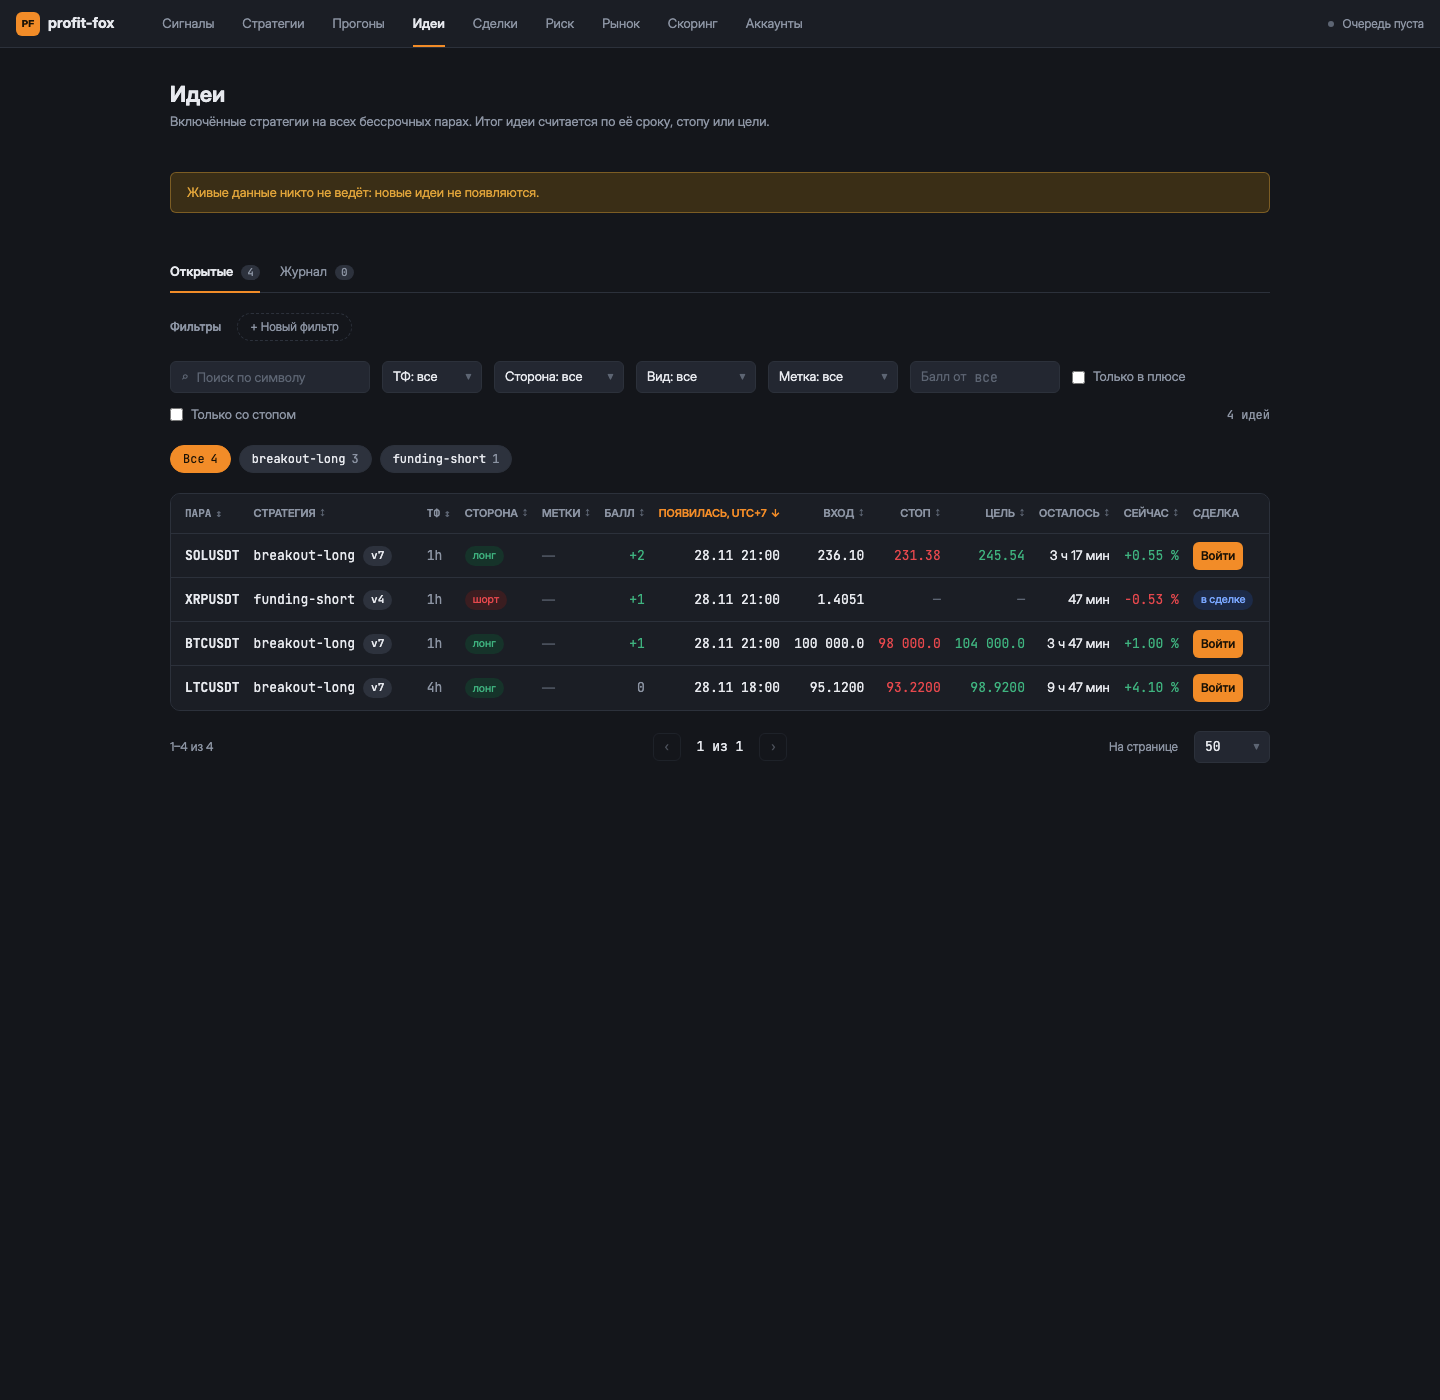 PF profit-fox Сигналы Стратегии Прогоны Идеи Сделки Риск Рынок Скоринг Аккаунты Очередь пуста
Идеи
Включённые стратегии на всех бессрочных парах. Итог идеи считается по её сроку, стопу или цели.
Живые данные никто не ведёт: новые идеи не появляются.
Открытые 4 Журнал 0
Фильтры + Новый фильтр
Поиск по символу ТФ: все Сторона: все Вид: все Метка: все Балл от все Только в плюсе
Только со стопом 4 идей
Все 4 breakout-long 3 funding-short 1
ПАРА ↕ СТРАТЕГИЯ ↕ ТФ ↕ СТОРОНА ↕ МЕТКИ ↕ БАЛЛ ↕ ПОЯВИЛАСЬ, UTC+7 ↓ ВХОД ↕ СТОП ↕ ЦЕЛЬ ↕ ОСТАЛОСЬ ↕ СЕЙЧАС ↕ СДЕЛКА
SOLUSDT breakout-long v7 1h лонг — +2 28.11 21:00 236.10 231.38 245.54 3 ч 17 мин +0.55 % Войти
XRPUSDT funding-short v4 1h шорт — +1 28.11 21:00 1.4051 — — 47 мин -0.53 % в сделке
BTCUSDT breakout-long v7 1h лонг — +1 28.11 21:00 100 000.0 98 000.0 104 000.0 3 ч 47 мин +1.00 % Войти
LTCUSDT breakout-long v7 4h лонг — 0 28.11 18:00 95.1200 93.2200 98.9200 9 ч 47 мин +4.10 % Войти
1–4 из 4 ‹ 1 из 1 › На странице 50